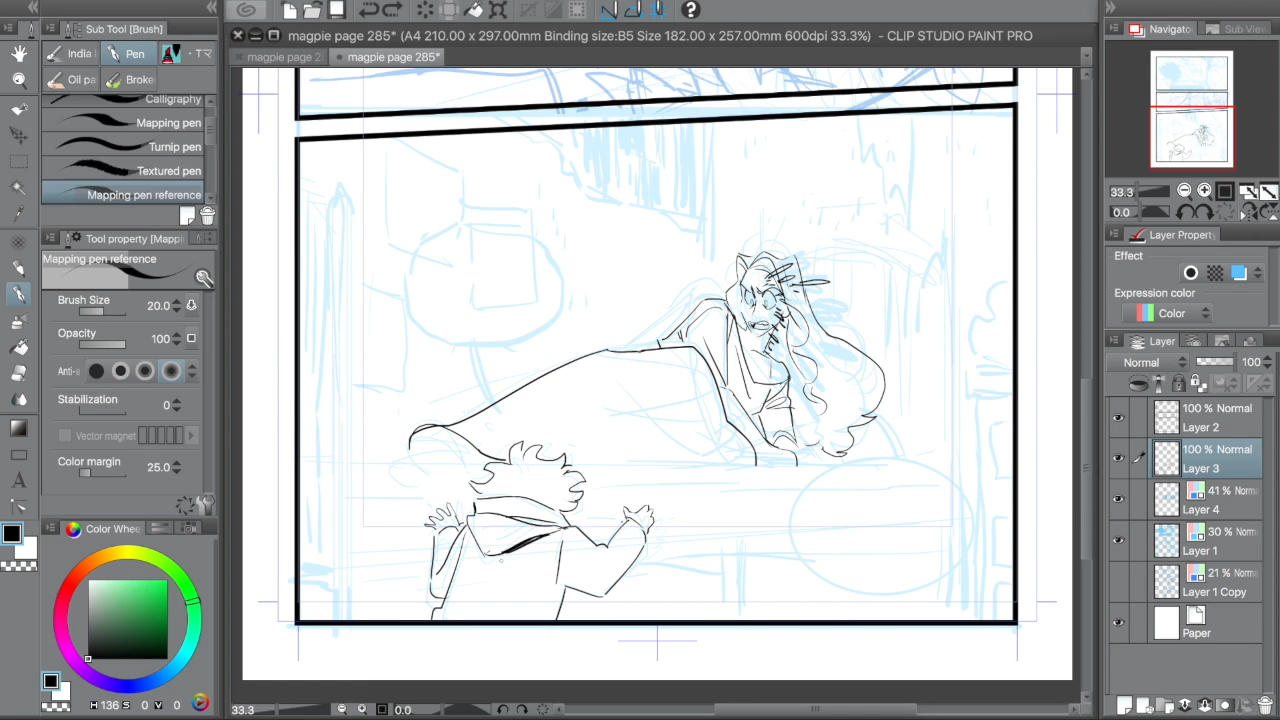 Sub Tool [Brush]
magpie page 285* (A4 210.00 x 297.00mm Binding size:B5 Size 182.00 x 257.00mm 600dpi 33.3%) - CLIP STUDIO PAINT PRO
Navigato
Sub View
India
Pen
magpie page 2
magpie page 285*
Oil pa
Broke
Calligraphy
Mapping pen
Turnip pen
Textured pen
Mapping pen reference
33.3
0.0
Tool property [Mappi
Layer Property
Mapping pen reference
Effect
Brush Size
20.0
Expression color
Color
Opacity
100
Layer
Normal
100
Anti-a
Stabilization
0
100 % Normal
Layer 2
Vector magnet
100 % Normal
Layer 3
Color margin
25.0
41 % Norma
Layer 4
Color Whee
30 % Norma
Layer 1
21 % Norma
Layer 1 Copy
Paper
H 136 S 0 V 0
33.3
0.0